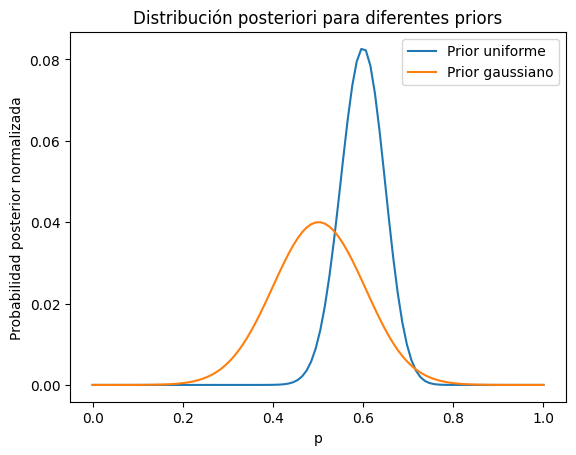 Distribución posteriori para diferentes priors
Prior uniforme
Prior gaussiano
Probabilidad posterior normalizada
0.08
0.06
0.04
0.02
0.00
0.0 0.2 0.4 0.6 0.8 1.0
p